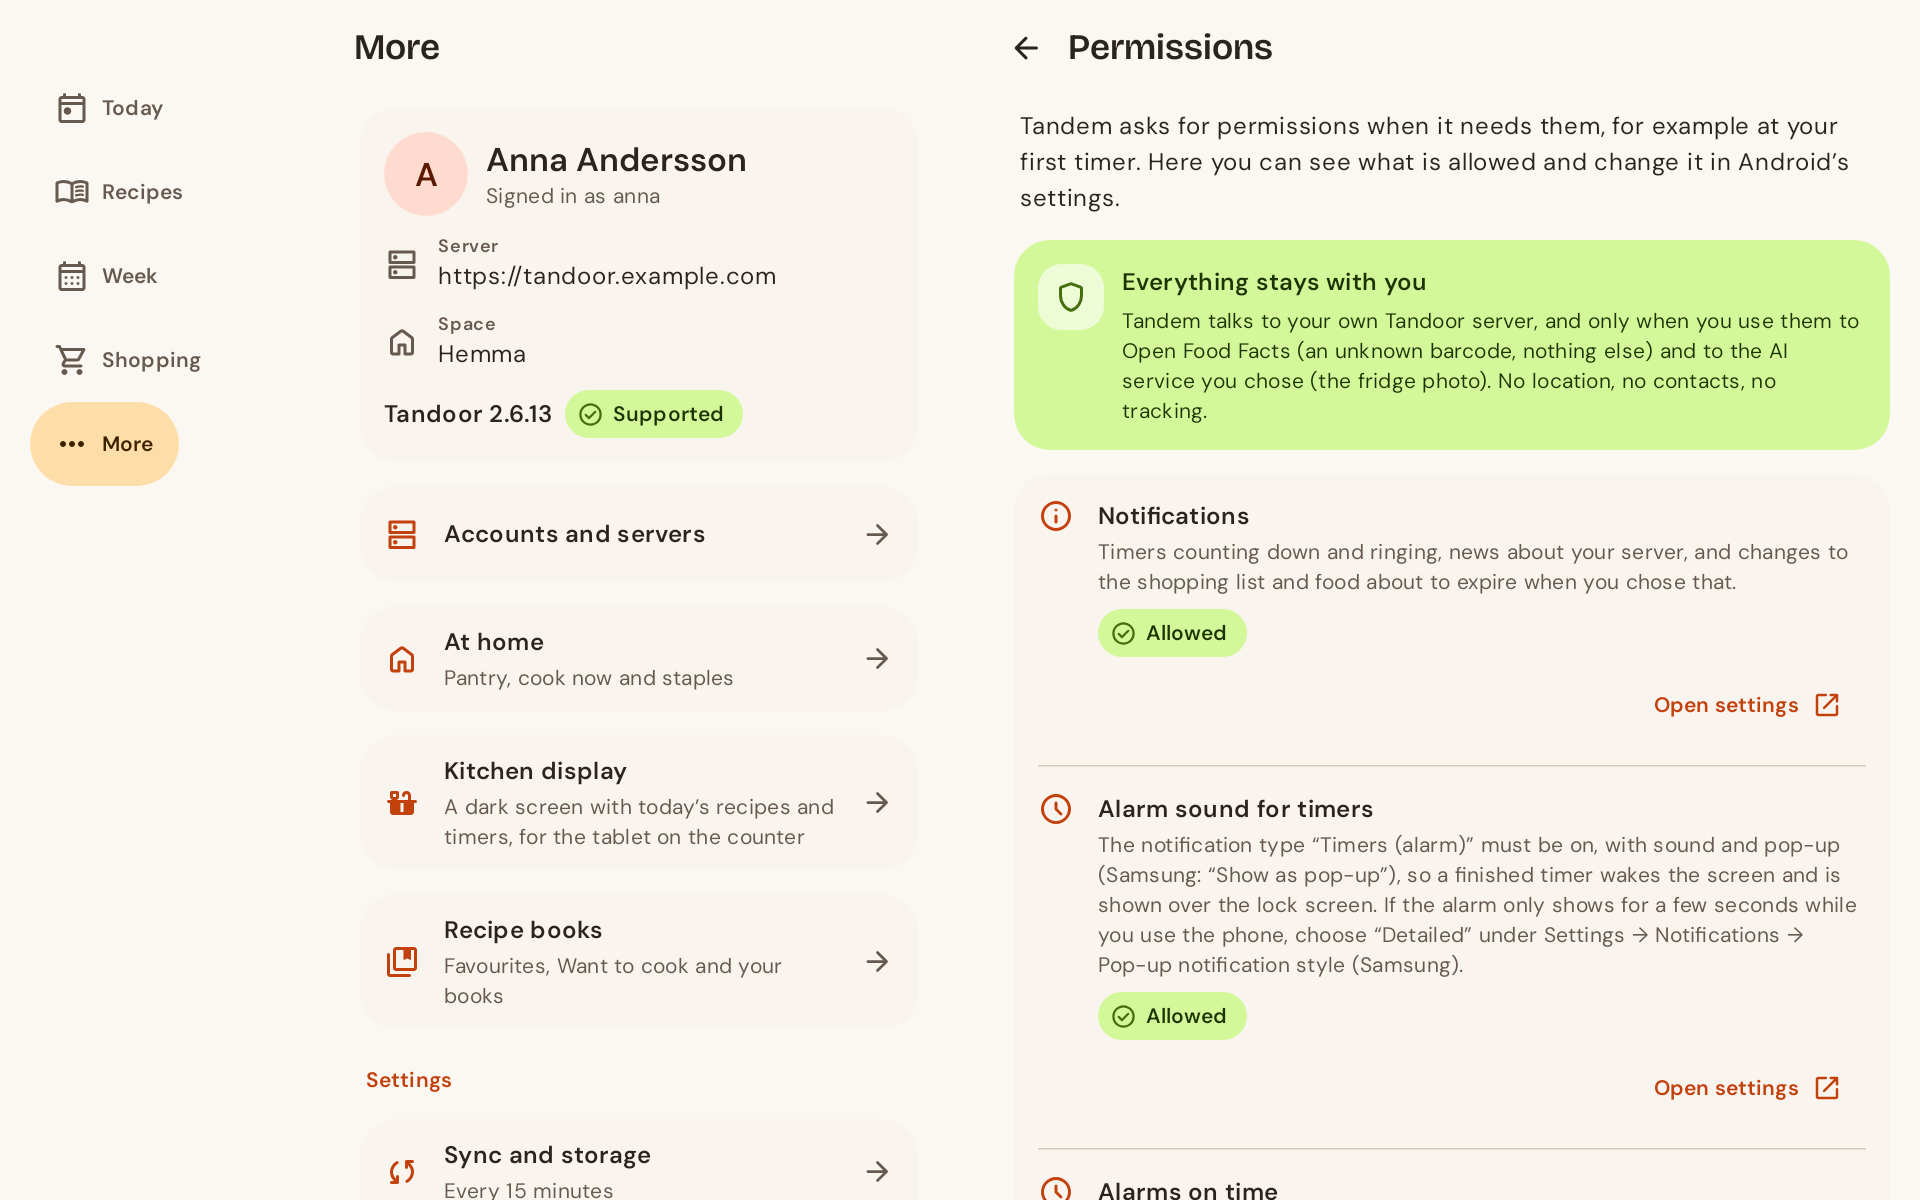 Today
Recipes
Week
Shopping
More
More
A
Anna Andersson
Signed in as anna
Server
https://tandoor.example.com
Space
Hemma
Tandoor 2.6.13
Supported
Accounts and servers
At home
Pantry, cook now and staples
Kitchen display
A dark screen with today’s recipes and
timers, for the tablet on the counter
Recipe books
Favourites, Want to cook and your
books
Settings
Sync and storage
Every 15 minutes
Permissions
Tandem asks for permissions when it needs them, for example at your
first timer. Here you can see what is allowed and change it in Android’s
settings.
Everything stays with you
Tandem talks to your own Tandoor server, and only when you use them to
Open Food Facts (an unknown barcode, nothing else) and to the AI
service you chose (the fridge photo). No location, no contacts, no
tracking.
Notifications
Timers counting down and ringing, news about your server, and changes to
the shopping list and food about to expire when you chose that.
Allowed
Open settings
Alarm sound for timers
The notification type “Timers (alarm)” must be on, with sound and pop-up
(Samsung: “Show as pop-up”), so a finished timer wakes the screen and is
shown over the lock screen. If the alarm only shows for a few seconds while
you use the phone, choose “Detailed” under Settings → Notifications →
Pop-up notification style (Samsung).
Allowed
Open settings
Alarms on time